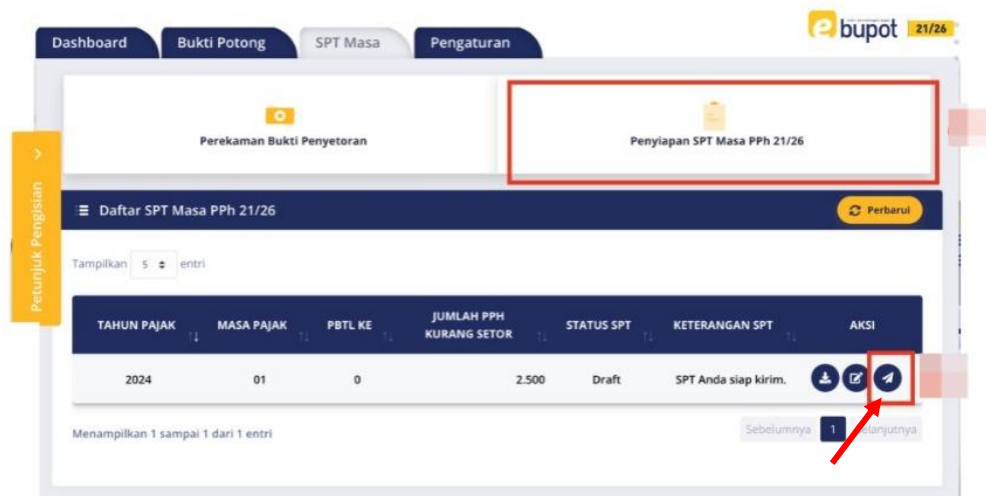 Dashboard
Bukti Potong
SPT Masa
Pengaturan
e bupot 21/26
Perekaman Bukti Penyetoran
Penyiapan SPT Masa PPh 21/26
Petunjuk Pengisian
Daftar SPT Masa PPh 21/26
Perbarui
Tampilkan 5 entri
TAHUN PAJAK
MASA PAJAK
PBTL KE
JUMLAH PPH
KURANG SETOR
STATUS SPT
KETERANGAN SPT
AKSI
2024
01
0
2.500
Draft
SPT Anda siap kirim.
Menampilkan 1 sampai 1 dari 1 entri
Sebelumnya
1
Selanjutnya